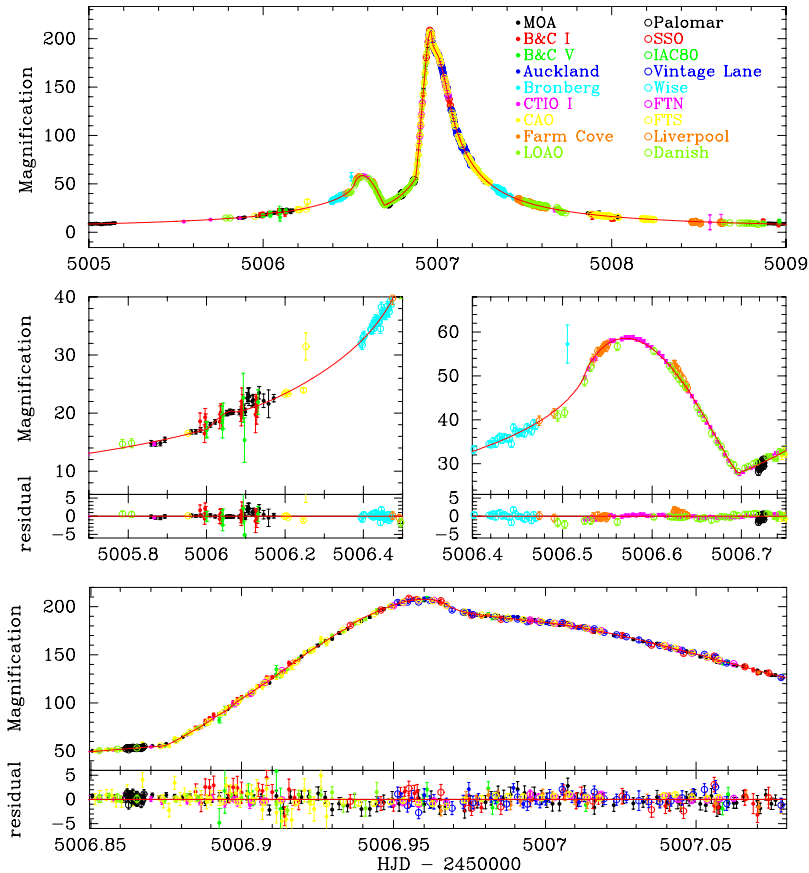 MOA Palomar
B&C I SSO
B&C V IAC80
Auckland Vintage Lane
Bronberg Wise
CTIO I FTN
CAO FTS
Farm Cove Liverpool
LOAO Danish
Magnification
200
150
100
50
0
5005 5006 5007 5008 5009
Magnification
40
30
20
10
residual
5
0
−5
5005.8 5006 5006.2 5006.4
Magnification
60
50
40
30
5
0
−5
5006.4 5006.5 5006.6 5006.7
Magnification
200
150
100
50
residual
5
0
−5
5006.85 5006.9 5006.95 5007 5007.05
HJD − 2450000